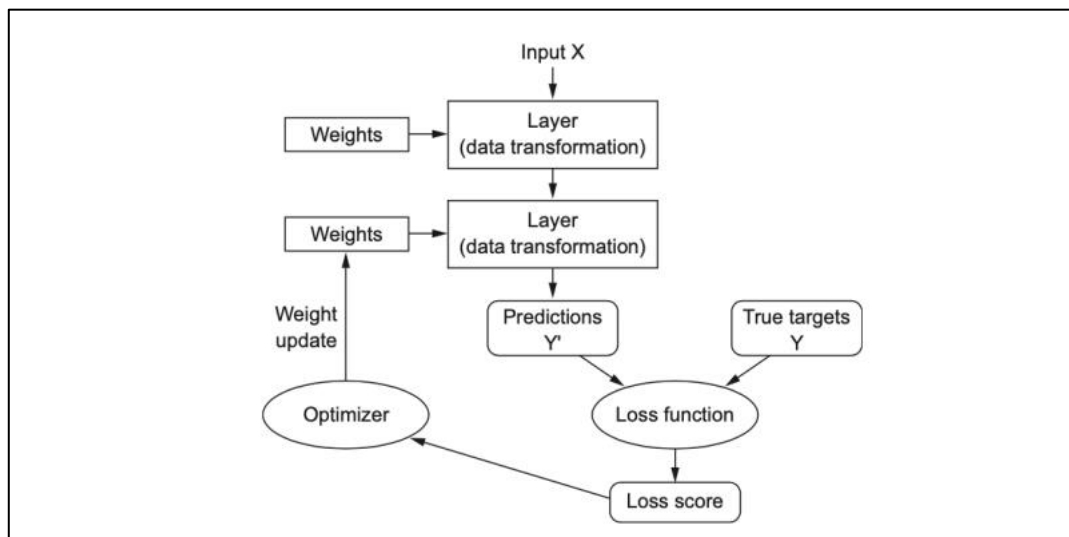 Input X
Weights
Layer
(data transformation)
Weights
Layer
(data transformation)
Weight
update
Predictions
Y'
True targets
Y
Optimizer
Loss function
Loss score